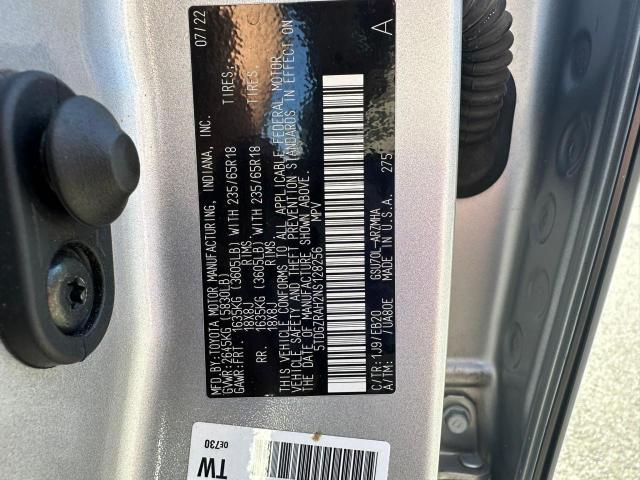 MFD.BY:TOYOTA MOTOR MANUFACTURING, INDIANA, INC. 07/22
GVWR:2645KG (5830LB)
GAWR:FRT. 1635KG (3605LB) WITH 235/65R18 TIRES.
18X8J RIMS
RR. 1635KG (3605LB) WITH 235/65R18 TIRES.
18X8J RIMS
THIS VEHICLE CONFORMS TO ALL APPLICABLE FEDERAL MOTOR
VEHICLE SAFETY AND THEFT PREVENTION STANDARDS IN EFFECT ON
THE DATE OF MANUFACTURE SHOWN ABOVE.
5TDGZRAH2NS128256 MPV
C/TR:1J9/EB20 GSU70L-ARZMHA A
A/TM: /UA80E MADE IN U.S.A. 275
0E730
TW